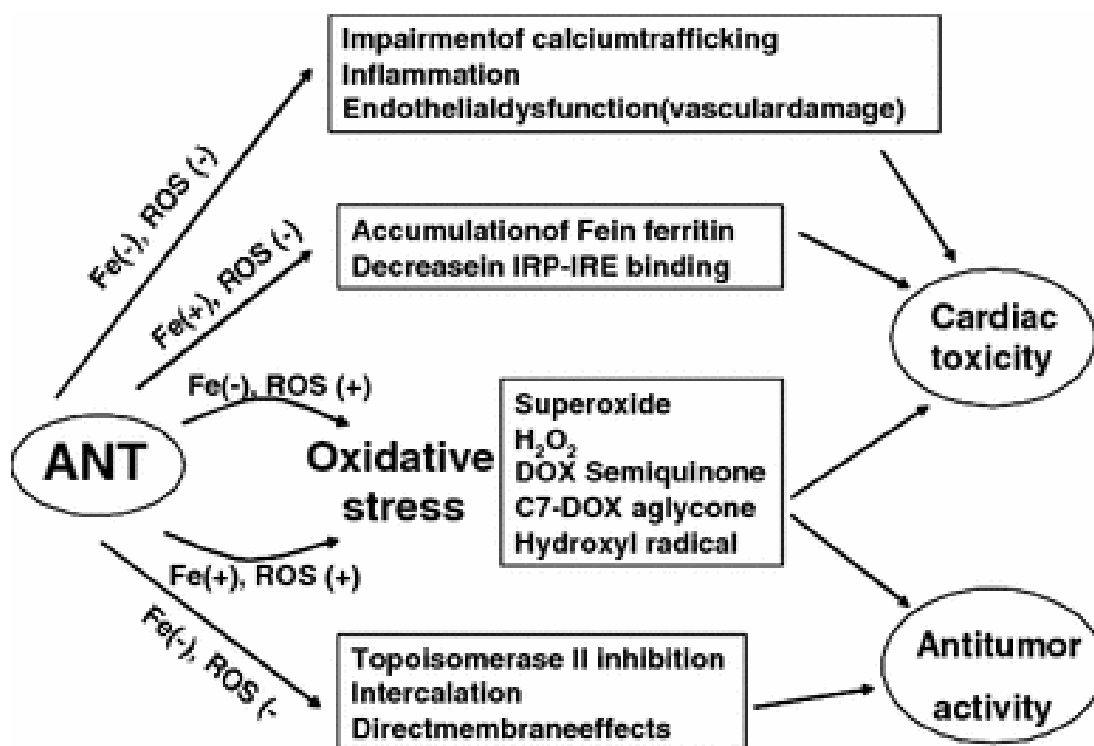 Impairmentof calciumtrafficking
Inflammation
Endothelialdysfunction(vasculardamage)
Fe(-), ROS (-)
Accumulationof Fein ferritin
Decreasein IRP-IRE binding
Fe(+), ROS (-)
Cardiac
toxicity
Fe(-), ROS (+)
ANT
Oxidative
stress
Superoxide
H₂O₂
DOX Semiquinone
C7-DOX aglycone
Hydroxyl radical
Fe(+), ROS (+)
Fe(-), ROS (-
Topoisomerase II inhibition
Intercalation
Directmembraneeffects
Antitumor
activity